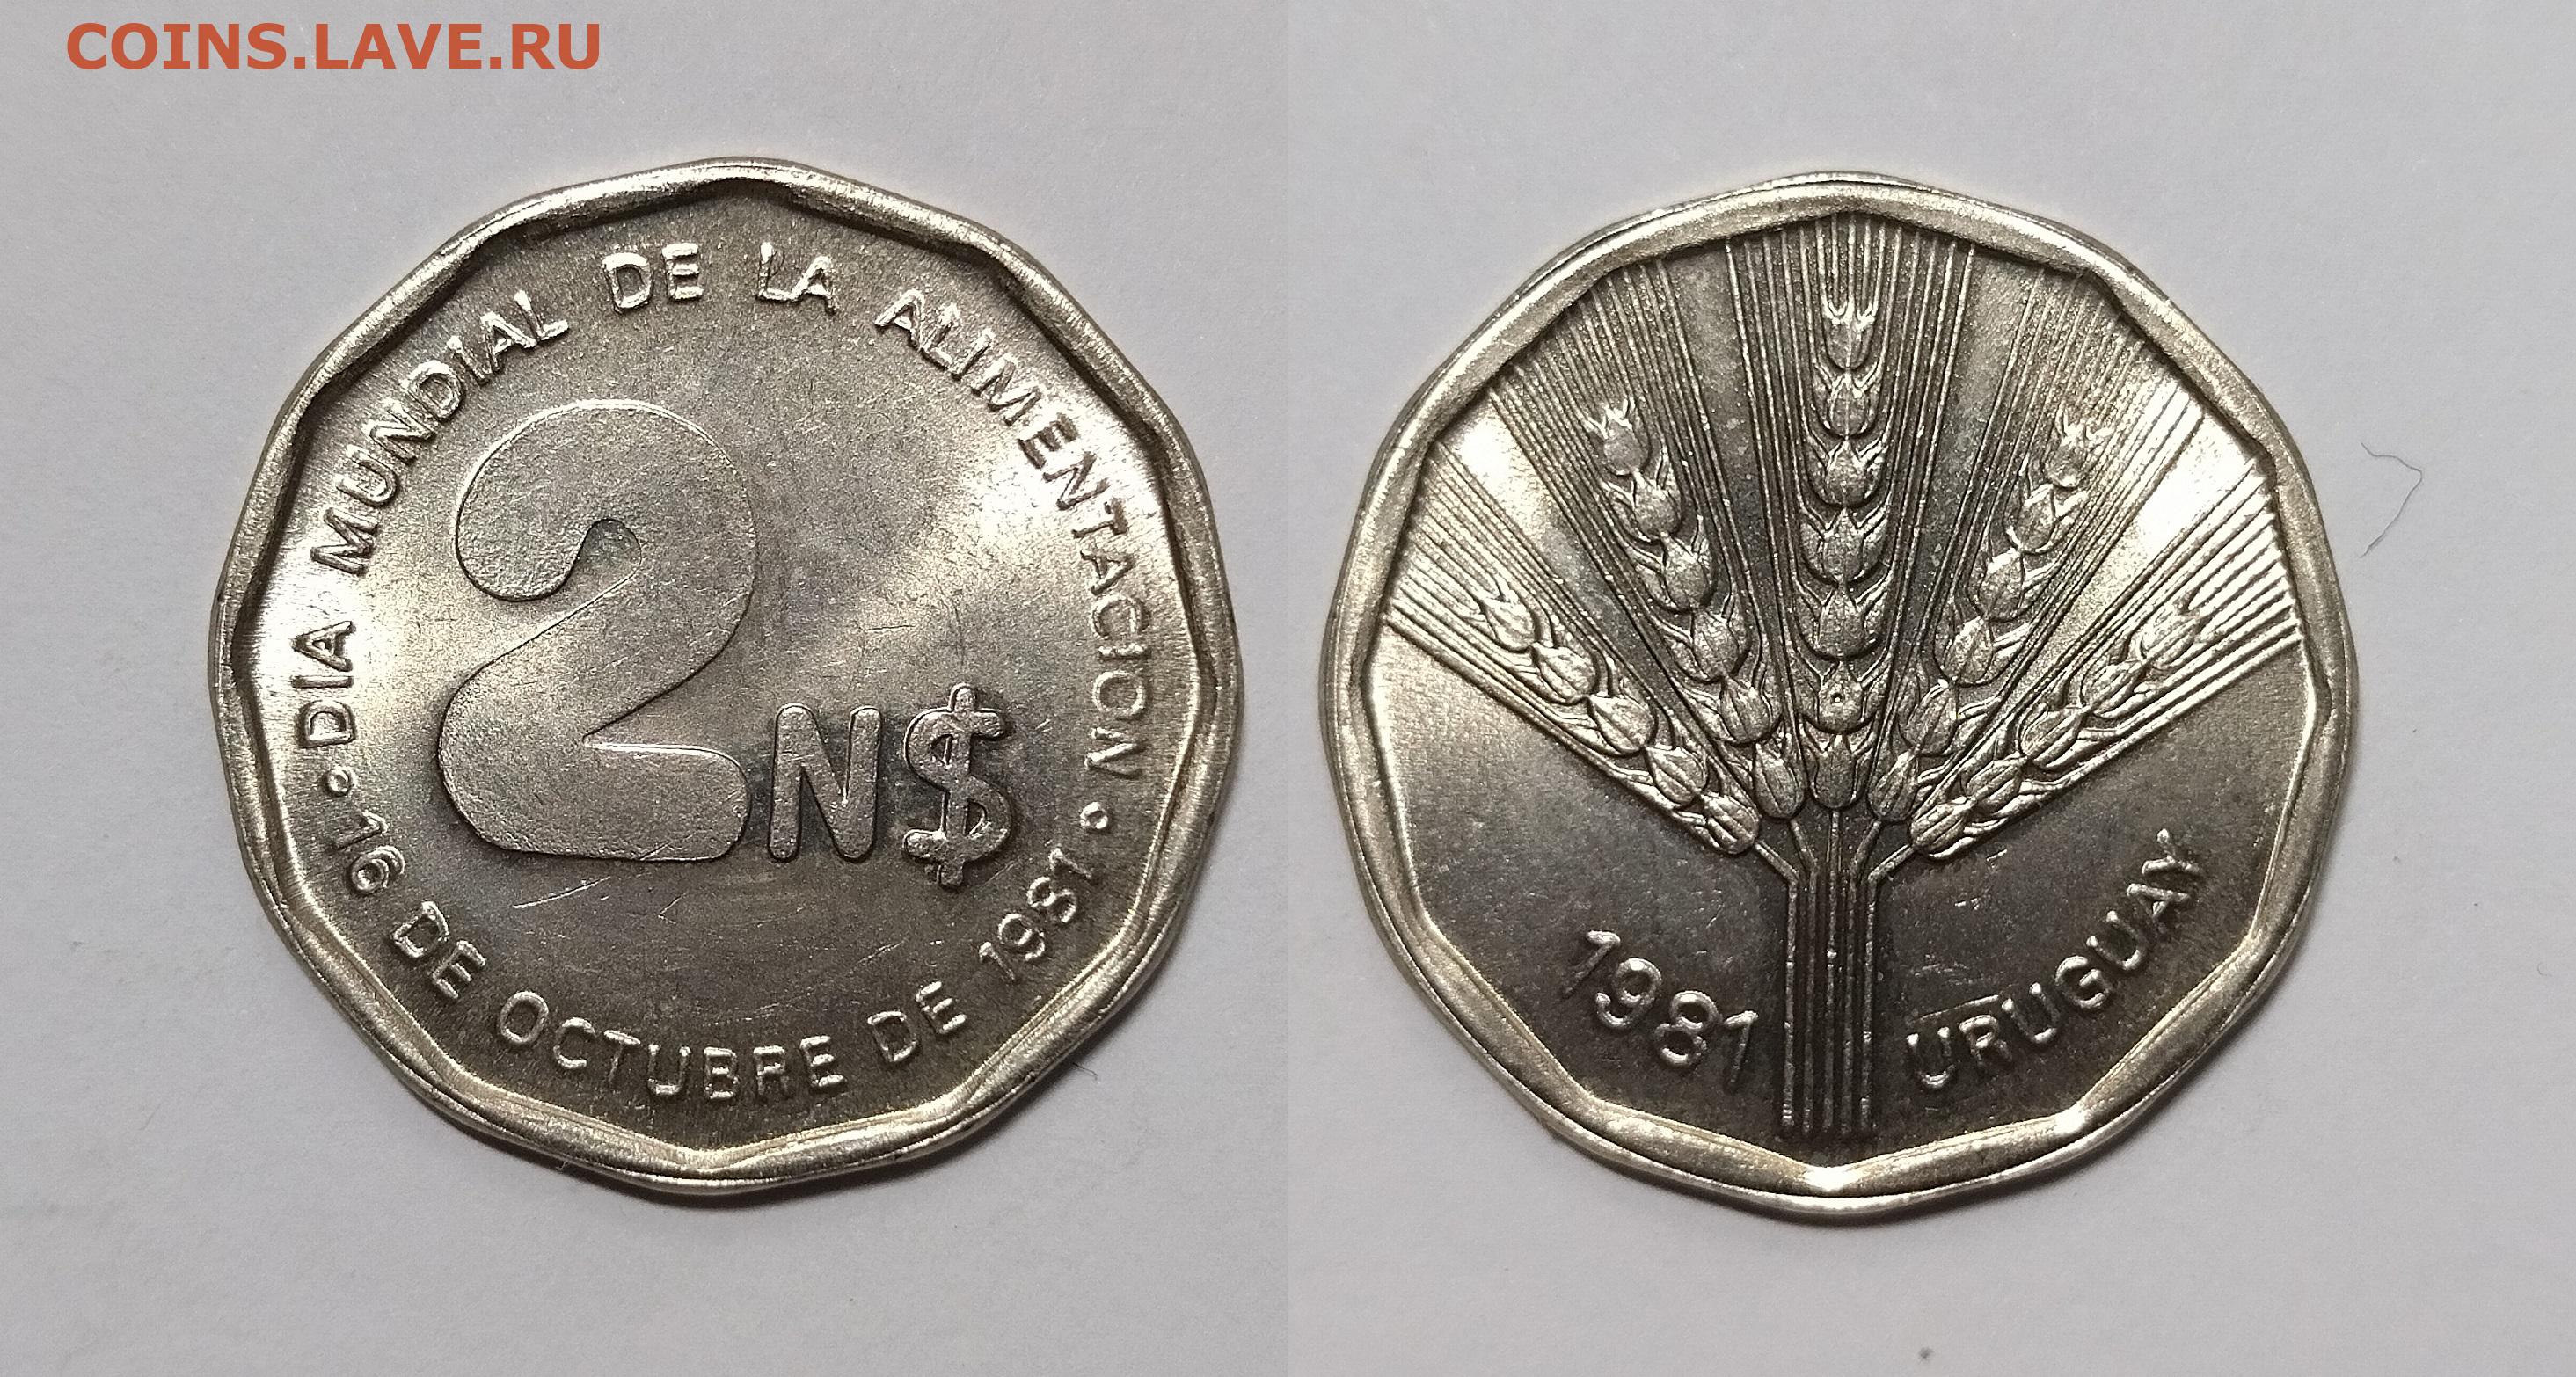 COINS.LAVE.RU
DIA MUNDIAL DE LA ALIMENTACION
2 N$
16 DE OCTUBRE DE 1981
1981 URUGUAY